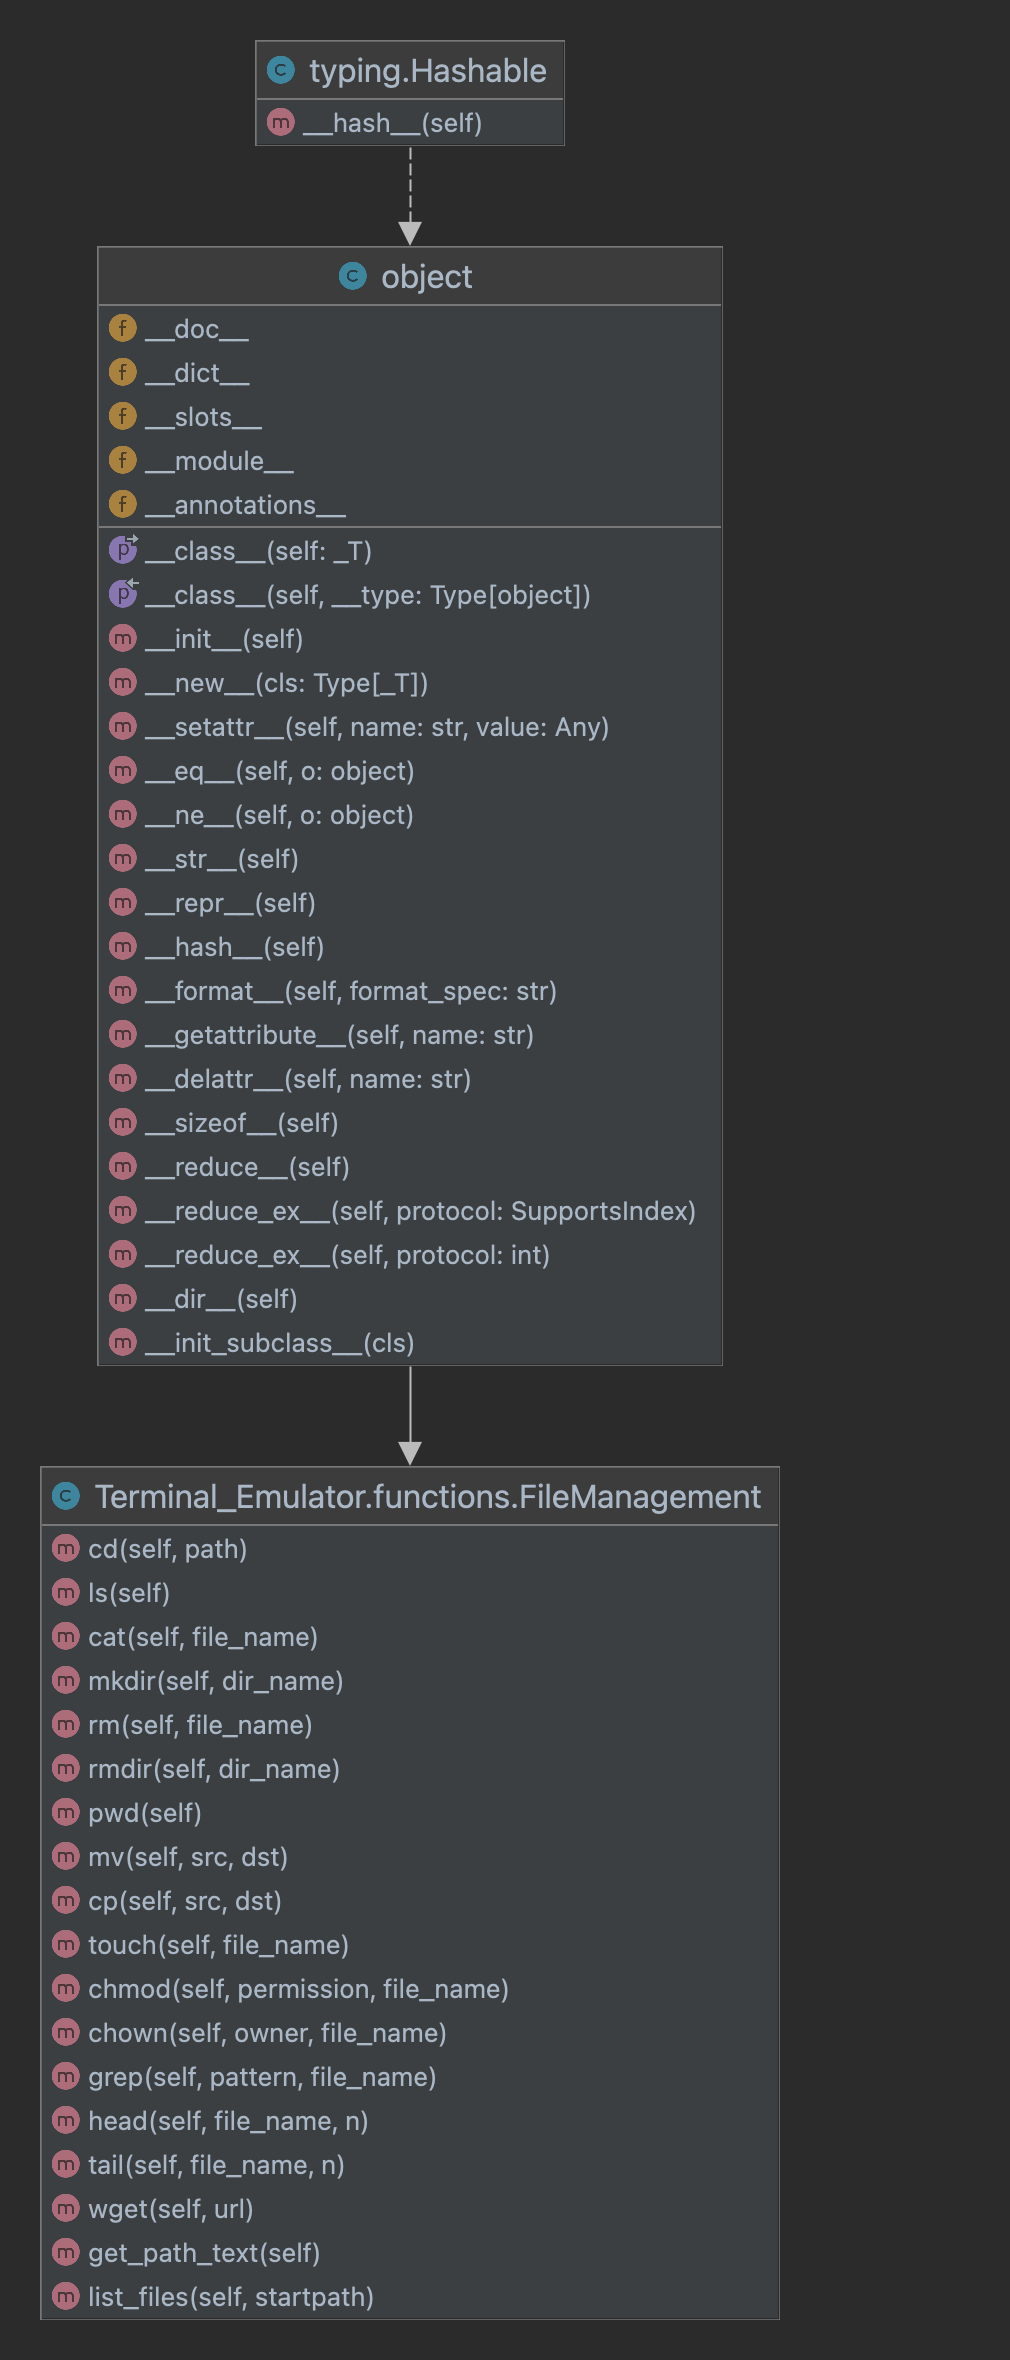 typing.Hashable
__hash__(self)
object
__doc__
__dict__
__slots__
__module__
__annotations__
__class__(self: _T)
__class__(self, __type: Type[object])
__init__(self)
__new__(cls: Type[_T])
__setattr__(self, name: str, value: Any)
__eq__(self, o: object)
__ne__(self, o: object)
__str__(self)
__repr__(self)
__hash__(self)
__format__(self, format_spec: str)
__getattribute__(self, name: str)
__delattr__(self, name: str)
__sizeof__(self)
__reduce__(self)
__reduce_ex__(self, protocol: SupportsIndex)
__reduce_ex__(self, protocol: int)
__dir__(self)
__init_subclass__(cls)
Terminal_Emulator.functions.FileManagement
cd(self, path)
ls(self)
cat(self, file_name)
mkdir(self, dir_name)
rm(self, file_name)
rmdir(self, dir_name)
pwd(self)
mv(self, src, dst)
cp(self, src, dst)
touch(self, file_name)
chmod(self, permission, file_name)
chown(self, owner, file_name)
grep(self, pattern, file_name)
head(self, file_name, n)
tail(self, file_name, n)
wget(self, url)
get_path_text(self)
list_files(self, startpath)